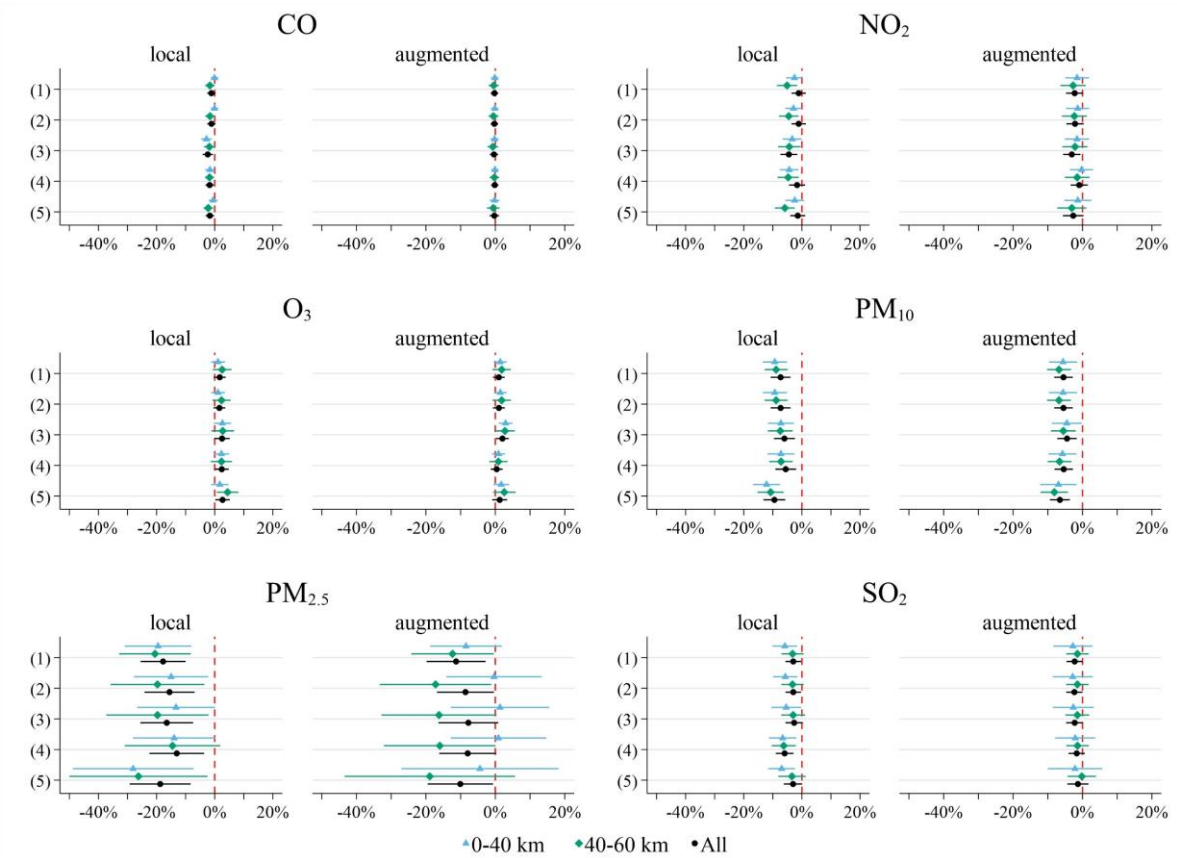 CO
NO₂
local augmented local augmented
(1) (1)
(2) (2)
(3) (3)
(4) (4)
(5) (5)
-40% -20% 0% 20% -40% -20% 0% 20% -40% -20% 0% 20% -40% -20% 0% 20%
O₃
PM₁₀
local augmented local augmented
(1) (1)
(2) (2)
(3) (3)
(4) (4)
(5) (5)
-40% -20% 0% 20% -40% -20% 0% 20% -40% -20% 0% 20% -40% -20% 0% 20%
PM₂.₅
SO₂
local augmented local augmented
(1) (1)
(2) (2)
(3) (3)
(4) (4)
(5) (5)
-40% -20% 0% 20% -40% -20% 0% 20% -40% -20% 0% 20% -40% -20% 0% 20%
0-40 km 40-60 km All